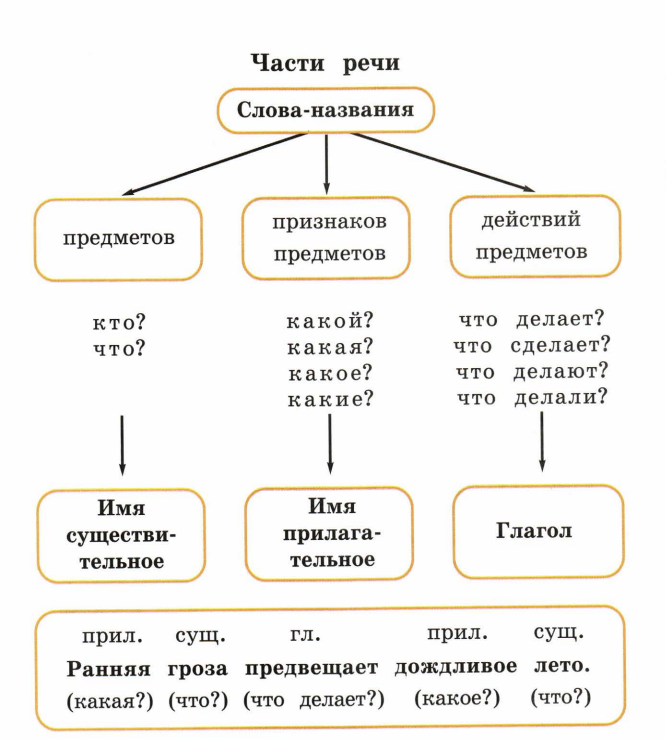 Части речи
Слова-названия
предметов
признаков
предметов
действий
предметов
кто?
что?
какой?
какая?
какое?
какие?
что делает?
что сделает?
что делают?
что делали?
Имя
существи-
тельное
Имя
прилага-
тельное
Глагол
прил. сущ. гл. прил. сущ.
Ранняя гроза предвещает дождливое лето.
(какая?) (что?) (что делает?) (какое?) (что?)